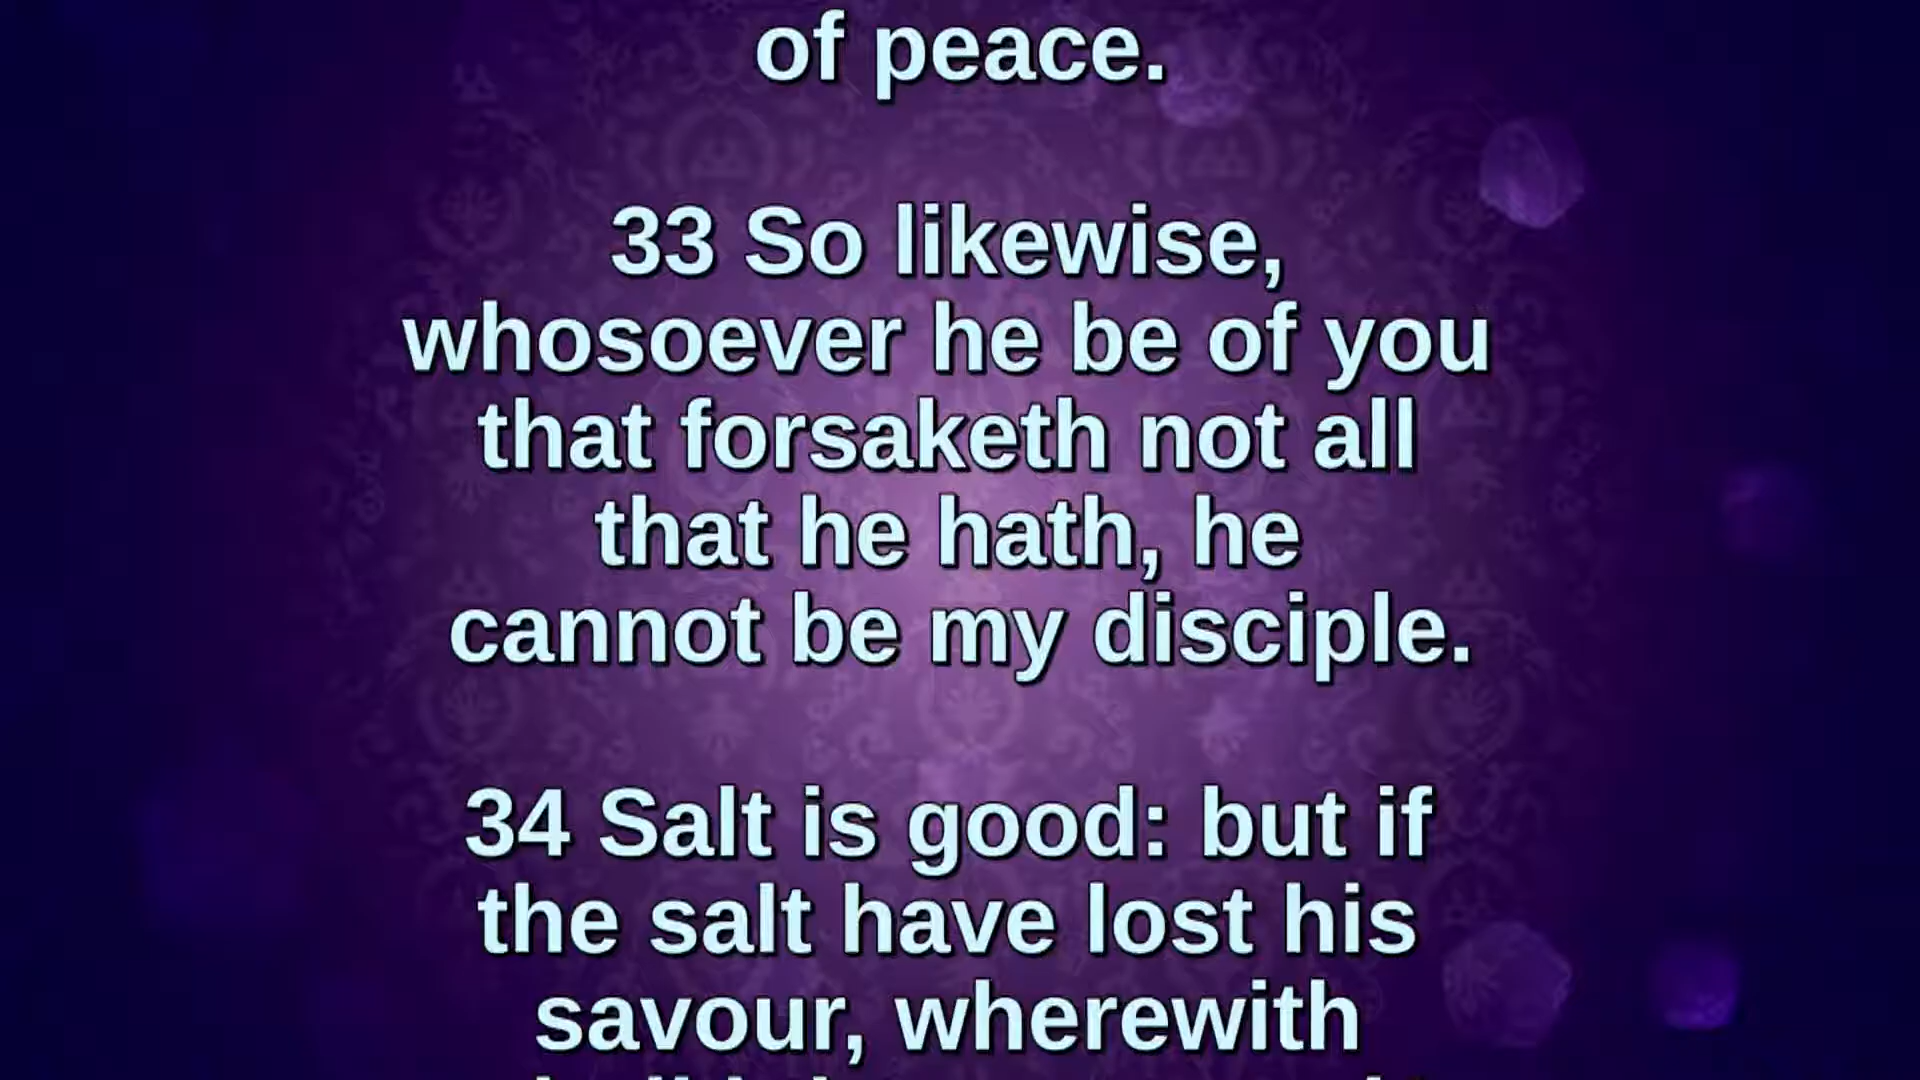 of peace.
33 So likewise,
whosoever he be of you
that forsaketh not all
that he hath, he
cannot be my disciple.
34 Salt is good: but if
the salt have lost his
savour, wherewith